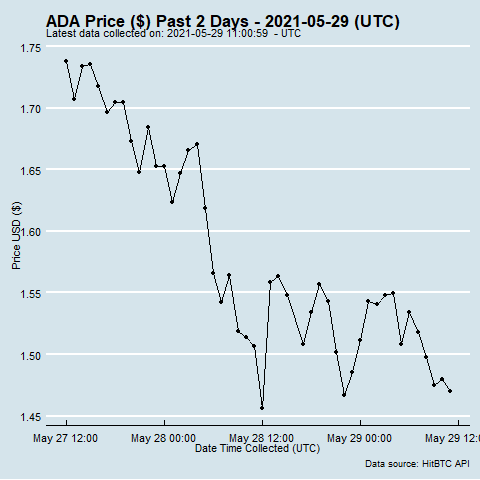 ADA Price ($) Past 2 Days - 2021-05-29 (UTC)
Latest data collected on: 2021-05-29 11:00:59 - UTC
1.75
1.70
1.65
1.60
1.55
1.50
1.45
Price USD ($)
May 27 12:00 May 28 00:00 May 28 12:00 May 29 00:00 May 29 12:
Date Time Collected (UTC)
Data source: HitBTC API